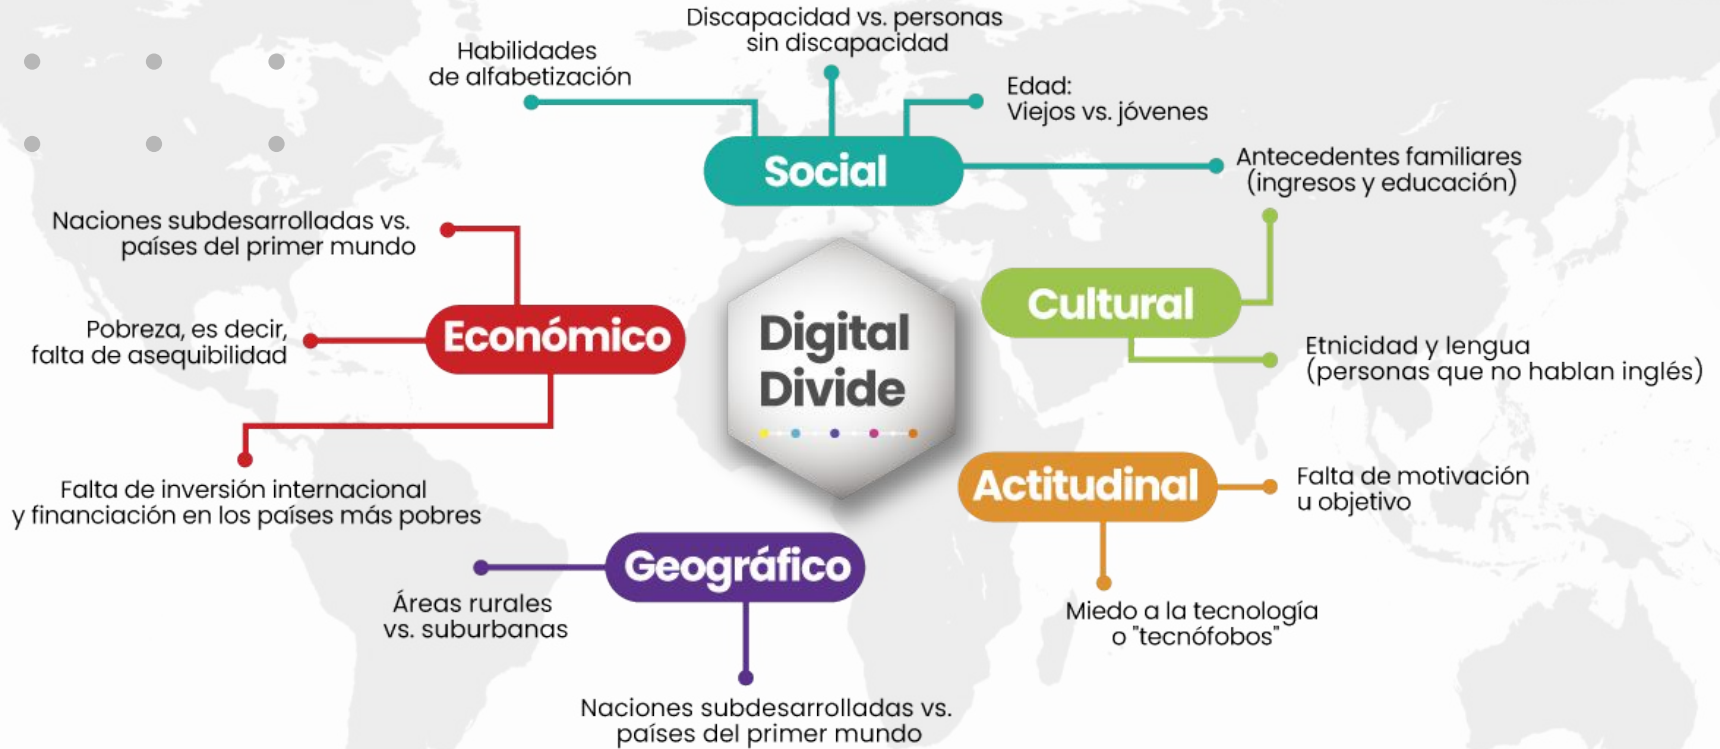 Discapacidad vs. personas
sin discapacidad
Habilidades
de alfabetización
Edad:
Viejos vs. jóvenes
Social
Antecedentes familiares
(ingresos y educación)
Naciones subdesarrolladas vs.
países del primer mundo
Cultural
Económico
Pobreza, es decir,
falta de asequibilidad
Digital
Divide
Etnicidad y lengua
(personas que no hablan inglés)
Actitudinal
Falta de motivación
u objetivo
Falta de inversión internacional
y financiación en los países más pobres
Geográfico
Áreas rurales
vs. suburbanas
Miedo a la tecnología
o "tecnófobos"
Naciones subdesarrolladas vs.
países del primer mundo